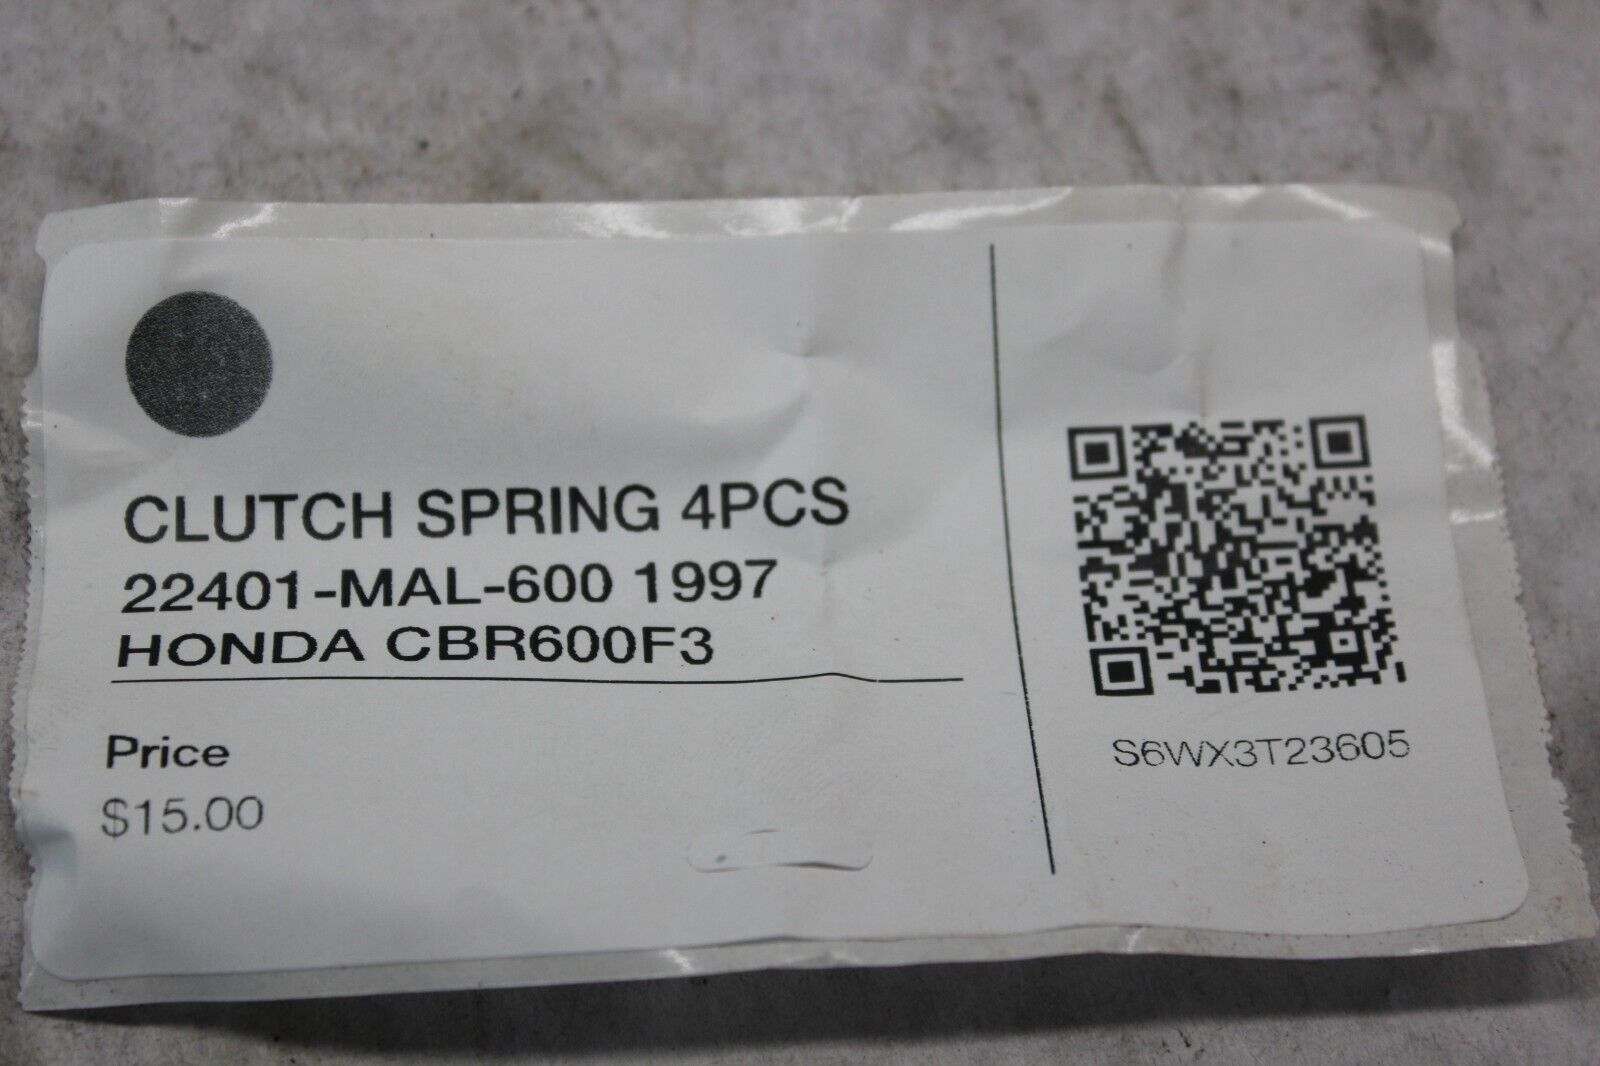 CLUTCH SPRING 4PCS
22401-MAL-600 1997
HONDA CBR600F3
Price
$15.00
S6WX3T23605